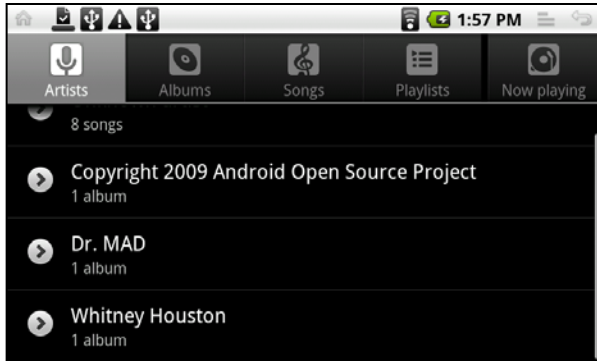 1:57 PM
Artists
Albums
Songs
Playlists
Now playing
8 songs
Copyright 2009 Android Open Source Project
1 album
Dr. MAD
1 album
Whitney Houston
1 album